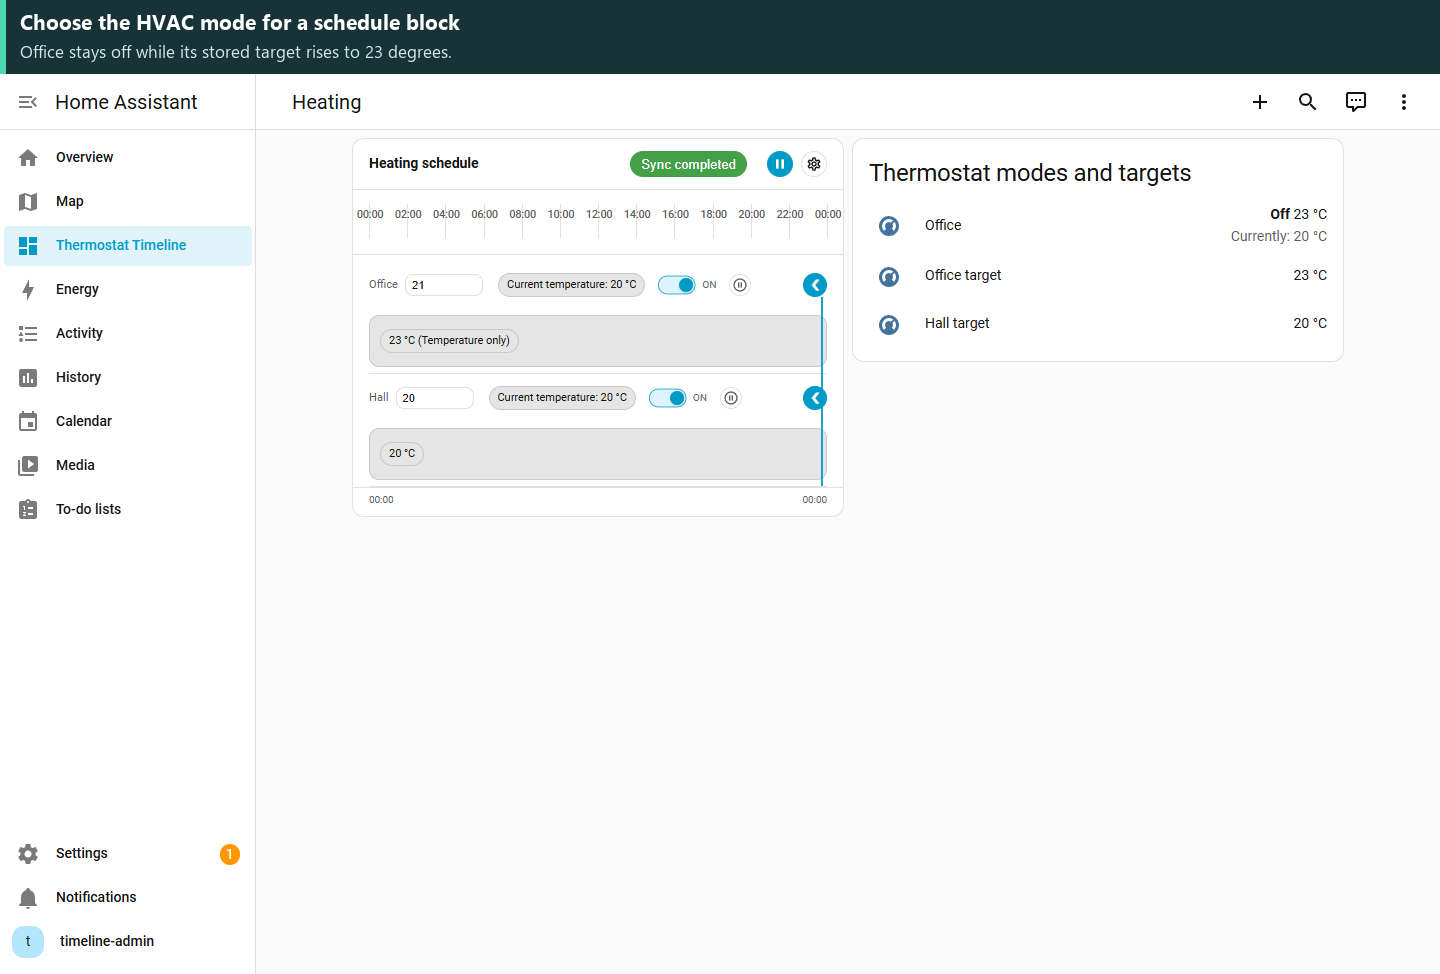 Choose the HVAC mode for a schedule block
Office stays off while its stored target rises to 23 degrees.
Home Assistant
Heating
Overview
Map
Thermostat Timeline
Energy
Activity
History
Calendar
Media
To-do lists
Settings
1
Notifications
t
timeline-admin
Heating schedule
Sync completed
00:00 02:00 04:00 06:00 08:00 10:00 12:00 14:00 16:00 18:00 20:00 22:00 00:00
Office 21 Current temperature: 20 °C ON
23 °C (Temperature only)
Hall 20 Current temperature: 20 °C ON
20 °C
00:00 00:00
Thermostat modes and targets
Office Off 23 °C
Currently: 20 °C
Office target 23 °C
Hall target 20 °C